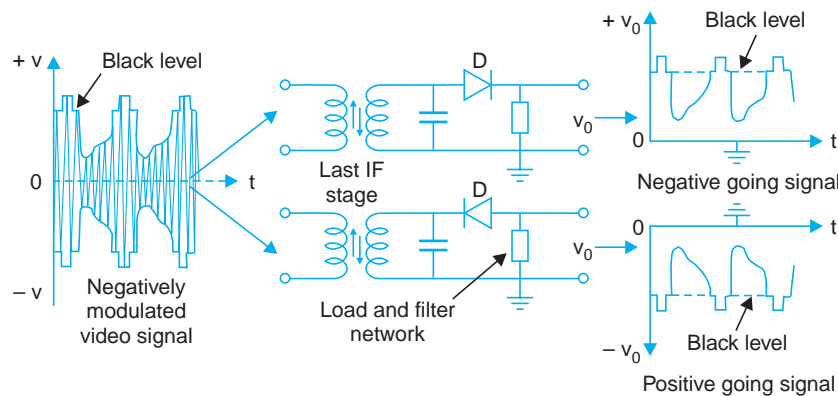 + v
Black level
0
t
– v
Negatively
modulated
video signal
D
Last IF
stage
D
Load and filter
network
v0
v0
+ v0
Black level
0
t
Negative going signal
0
t
Black level
– v0
Positive going signal